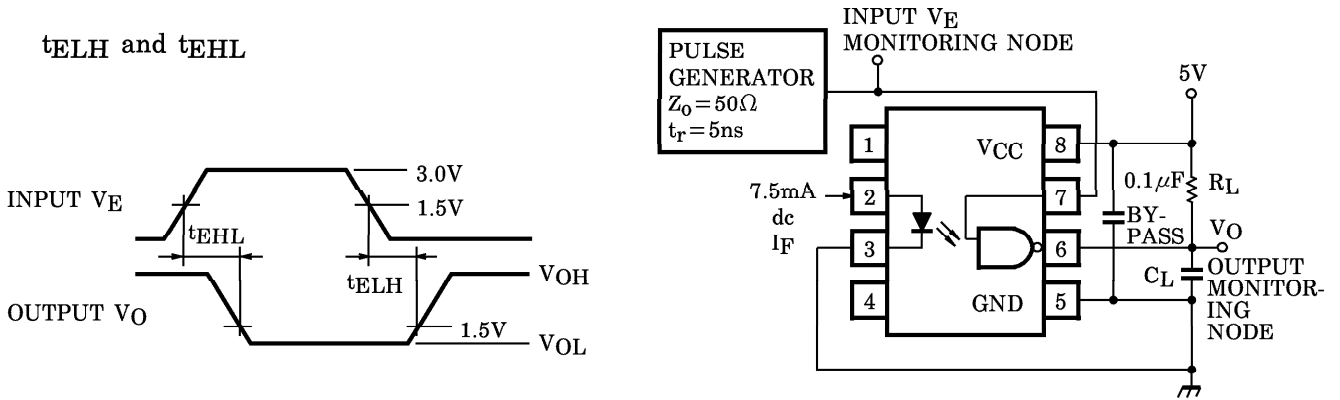 tELH and tEHL
INPUT VE
3.0V
1.5V
tEHL
tELH
VOH
OUTPUT VO
1.5V
VOL
PULSE
GENERATOR
Zo=50Ω
tr=5ns
INPUT VE
MONITORING NODE
5V
1
2
3
4
VCC
GND
8
7
6
5
7.5mA
dc
IF
0.1μF
BY-
PASS
RL
VO
CL
OUTPUT
MONITOR-
ING
NODE